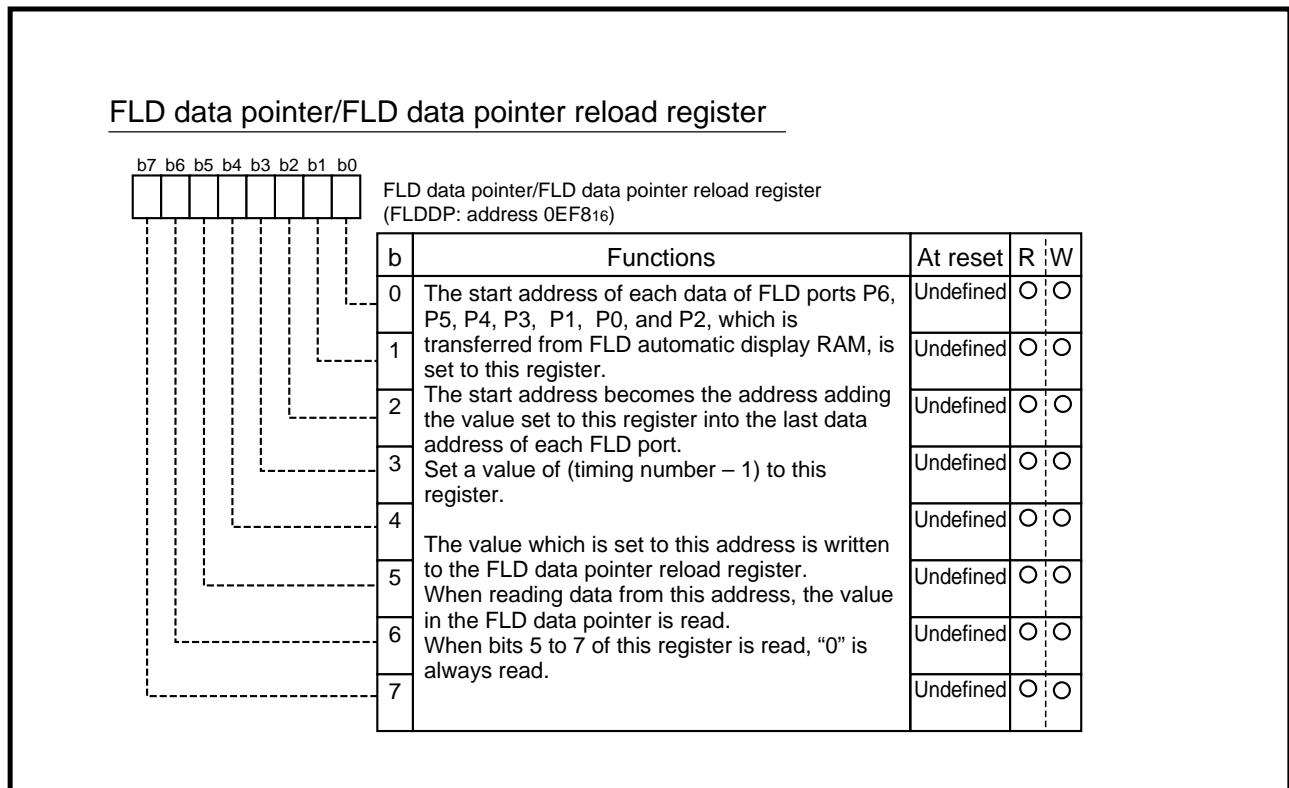 FLD data pointer/FLD data pointer reload register
b7 b6 b5 b4 b3 b2 b1 b0
FLD data pointer/FLD data pointer reload register
(FLDDP: address 0EF816)
b Functions At reset R W
0 Undefined O O
1 Undefined O O
2 Undefined O O
3 Undefined O O
4 Undefined O O
5 Undefined O O
6 Undefined O O
7 Undefined O O
The start address of each data of FLD ports P6,
P5, P4, P3, P1, P0, and P2, which is
transferred from FLD automatic display RAM, is
set to this register.
The start address becomes the address adding
the value set to this register into the last data
address of each FLD port.
Set a value of (timing number – 1) to this
register.
The value which is set to this address is written
to the FLD data pointer reload register.
When reading data from this address, the value
in the FLD data pointer is read.
When bits 5 to 7 of this register is read, “0” is
always read.